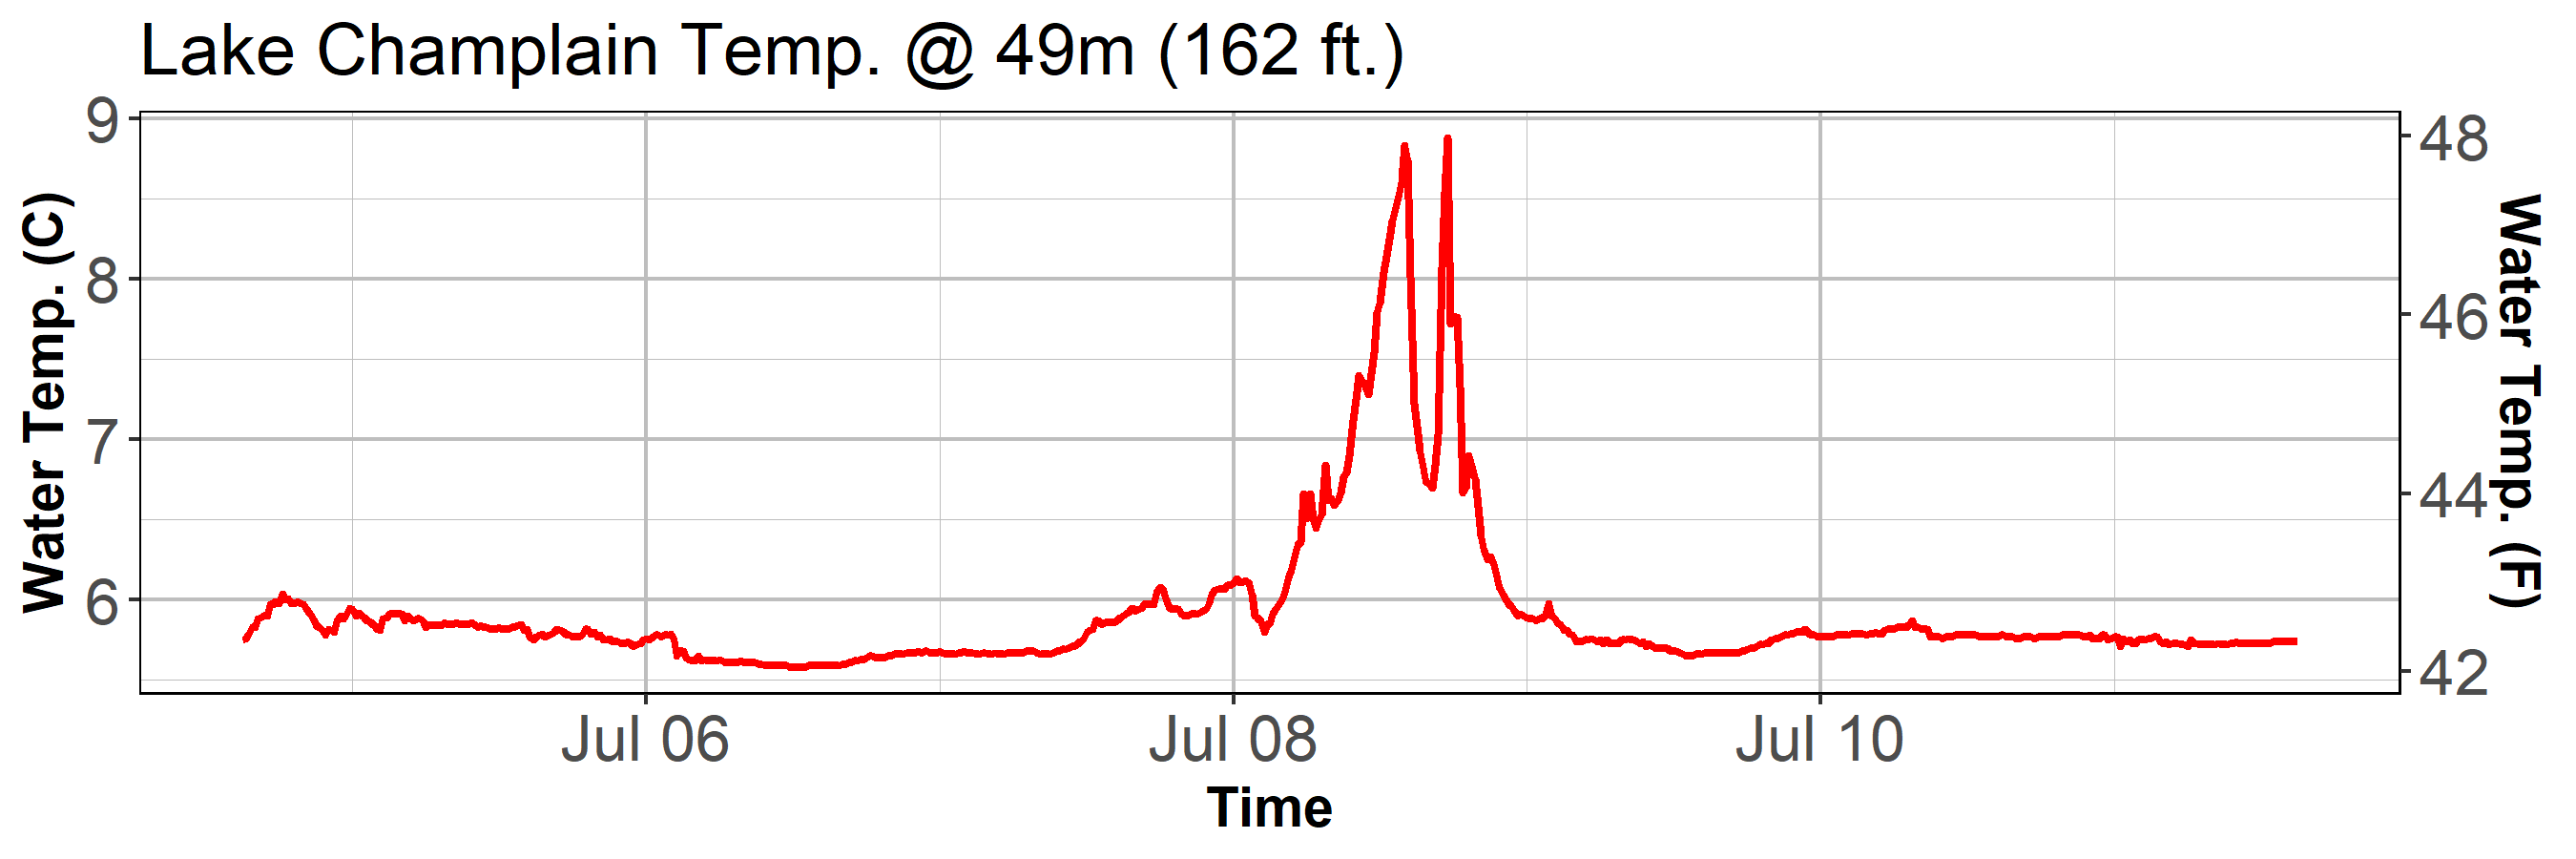 Lake Champlain Temp. @ 49m (162 ft.)
Water Temp. (C)
9
8
7
6
48
46
44
42
Water Temp. (F)
Jul 06 Jul 08 Jul 10
Time